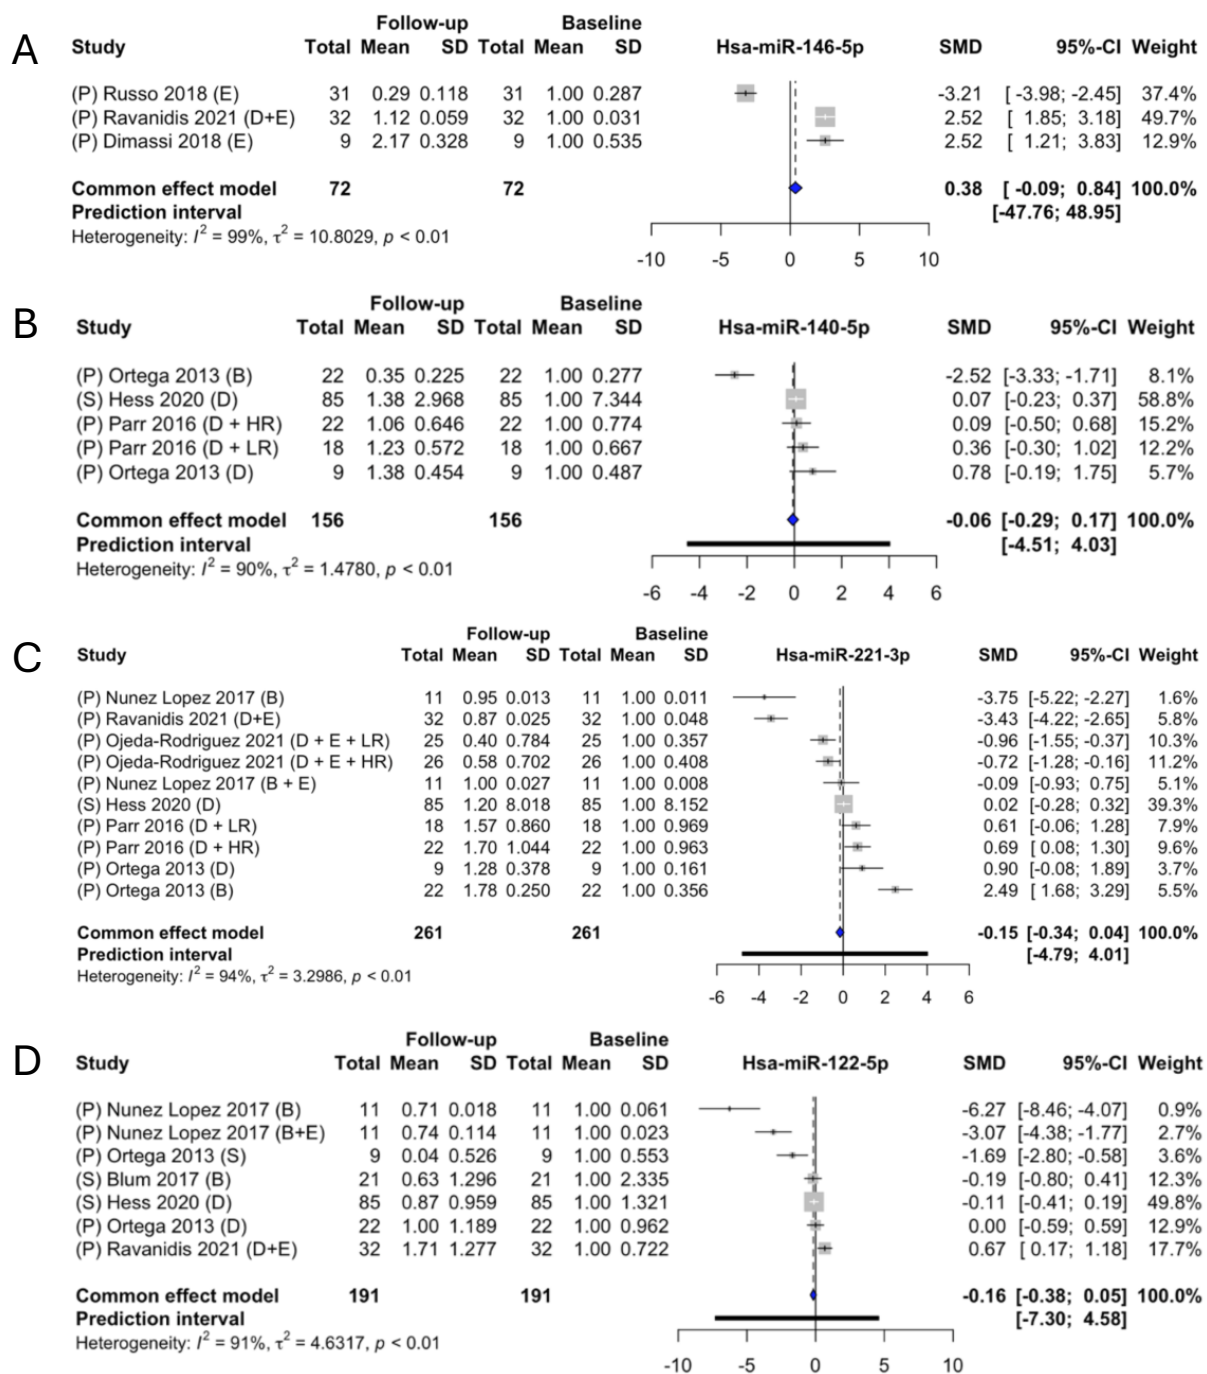 A
Follow-up Baseline
Study Total Mean SD Total Mean SD Hsa-miR-146-5p SMD 95%-CI Weight
(P) Russo 2018 (E) 31 0.29 0.118 31 1.00 0.287 -3.21 [ -3.98; -2.45] 37.4%
(P) Ravanidis 2021 (D+E) 32 1.12 0.059 32 1.00 0.031 2.52 [ 1.85; 3.18] 49.7%
(P) Dimassi 2018 (E) 9 2.17 0.328 9 1.00 0.535 2.52 [ 1.21; 3.83] 12.9%
Common effect model 72 72 0.38 [ -0.09; 0.84] 100.0%
Prediction interval [-47.76; 48.95]
Heterogeneity: I² = 99%, τ² = 10.8029, p < 0.01
-10 -5 0 5 10
B
Follow-up Baseline
Study Total Mean SD Total Mean SD Hsa-miR-140-5p SMD 95%-CI Weight
(P) Ortega 2013 (B) 22 0.35 0.225 22 1.00 0.277 -2.52 [-3.33; -1.71] 8.1%
(S) Hess 2020 (D) 85 1.38 2.968 85 1.00 7.344 0.07 [-0.23; 0.37] 58.8%
(P) Parr 2016 (D + HR) 22 1.06 0.646 22 1.00 0.774 0.09 [-0.50; 0.68] 15.2%
(P) Parr 2016 (D + LR) 18 1.23 0.572 18 1.00 0.667 0.36 [-0.30; 1.02] 12.2%
(P) Ortega 2013 (D) 9 1.38 0.454 9 1.00 0.487 0.78 [-0.19; 1.75] 5.7%
Common effect model 156 156 -0.06 [-0.29; 0.17] 100.0%
Prediction interval [-4.51; 4.03]
Heterogeneity: I² = 90%, τ² = 1.4780, p < 0.01
-6 -4 -2 0 2 4 6
C
Follow-up Baseline
Study Total Mean SD Total Mean SD Hsa-miR-221-3p SMD 95%-CI Weight
(P) Nunez Lopez 2017 (B) 11 0.95 0.013 11 1.00 0.011 -3.75 [-5.22; -2.27] 1.6%
(P) Ravanidis 2021 (D+E) 32 0.87 0.025 32 1.00 0.048 -3.43 [-4.22; -2.65] 5.8%
(P) Ojeda-Rodriguez 2021 (D + E + LR) 25 0.40 0.784 25 1.00 0.357 -0.96 [-1.55; -0.37] 10.3%
(P) Ojeda-Rodriguez 2021 (D + E + HR) 26 0.58 0.702 26 1.00 0.408 -0.72 [-1.28; -0.16] 11.2%
(P) Nunez Lopez 2017 (B + E) 11 1.00 0.027 11 1.00 0.008 -0.09 [-0.93; 0.75] 5.1%
(S) Hess 2020 (D) 85 1.20 8.018 85 1.00 8.152 0.02 [-0.28; 0.32] 39.3%
(P) Parr 2016 (D + LR) 18 1.57 0.860 18 1.00 0.969 0.61 [-0.06; 1.28] 7.9%
(P) Parr 2016 (D + HR) 22 1.70 1.044 22 1.00 0.963 0.69 [ 0.08; 1.30] 9.6%
(P) Ortega 2013 (D) 9 1.28 0.378 9 1.00 0.161 0.90 [-0.08; 1.89] 3.7%
(P) Ortega 2013 (B) 22 1.78 0.250 22 1.00 0.356 2.49 [ 1.68; 3.29] 5.5%
Common effect model 261 261 -0.15 [-0.34; 0.04] 100.0%
Prediction interval [-4.79; 4.01]
Heterogeneity: I² = 94%, τ² = 3.2986, p < 0.01
-6 -4 -2 0 2 4 6
D
Follow-up Baseline
Study Total Mean SD Total Mean SD Hsa-miR-122-5p SMD 95%-CI Weight
(P) Nunez Lopez 2017 (B) 11 0.71 0.018 11 1.00 0.061 -6.27 [-8.46; -4.07] 0.9%
(P) Nunez Lopez 2017 (B+E) 11 0.74 0.114 11 1.00 0.023 -3.07 [-4.38; -1.77] 2.7%
(P) Ortega 2013 (S) 9 0.04 0.526 9 1.00 0.553 -1.69 [-2.80; -0.58] 3.6%
(S) Blum 2017 (B) 21 0.63 1.296 21 1.00 2.335 -0.19 [-0.80; 0.41] 12.3%
(S) Hess 2020 (D) 85 0.87 0.959 85 1.00 1.321 -0.11 [-0.41; 0.19] 49.8%
(P) Ortega 2013 (D) 22 1.00 1.189 22 1.00 0.962 0.00 [-0.59; 0.59] 12.9%
(P) Ravanidis 2021 (D+E) 32 1.71 1.277 32 1.00 0.722 0.67 [ 0.17; 1.18] 17.7%
Common effect model 191 191 -0.16 [-0.38; 0.05] 100.0%
Prediction interval [-7.30; 4.58]
Heterogeneity: I² = 91%, τ² = 4.6317, p < 0.01
-10 -5 0 5 10